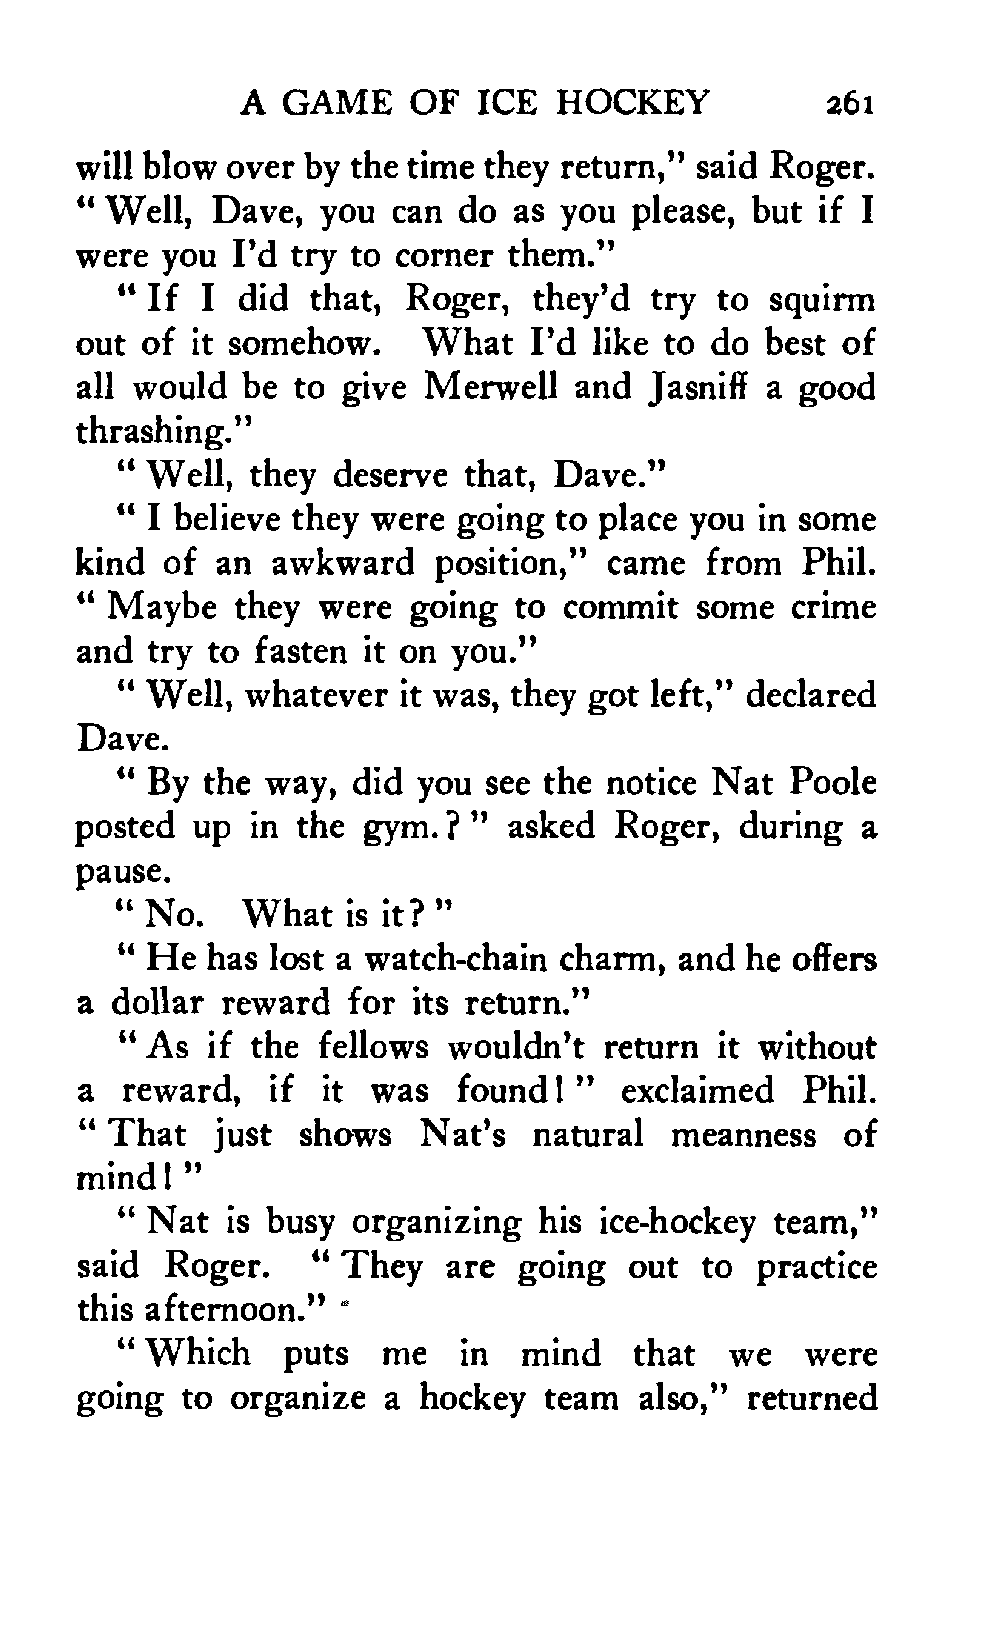 A GAME OF ICE HOCKEY 261
will blow over by the time they return," said Roger.
" Well, Dave, you can do as you please, but if I
were you I'd try to corner them."
" If I did that, Roger, they'd try to squirm
out of it somehow. What I'd like to do best of
all would be to give Merwell and Jasniff a good
thrashing."
" Well, they deserve that, Dave."
" I believe they were going to place you in some
kind of an awkward position," came from Phil.
" Maybe they were going to commit some crime
and try to fasten it on you."
" Well, whatever it was, they got left," declared
Dave.
" By the way, did you see the notice Nat Poole
posted up in the gym.? " asked Roger, during a
pause.
" No. What is it? "
" He has lost a watch-chain charm, and he offers
a dollar reward for its return."
" As if the fellows wouldn't return it without
a reward, if it was found! " exclaimed Phil.
" That just shows Nat's natural meanness of
mind! "
" Nat is busy organizing his ice-hockey team,"
said Roger. " They are going out to practice
this afternoon."
" Which puts me in mind that we were
going to organize a hockey team also," returned